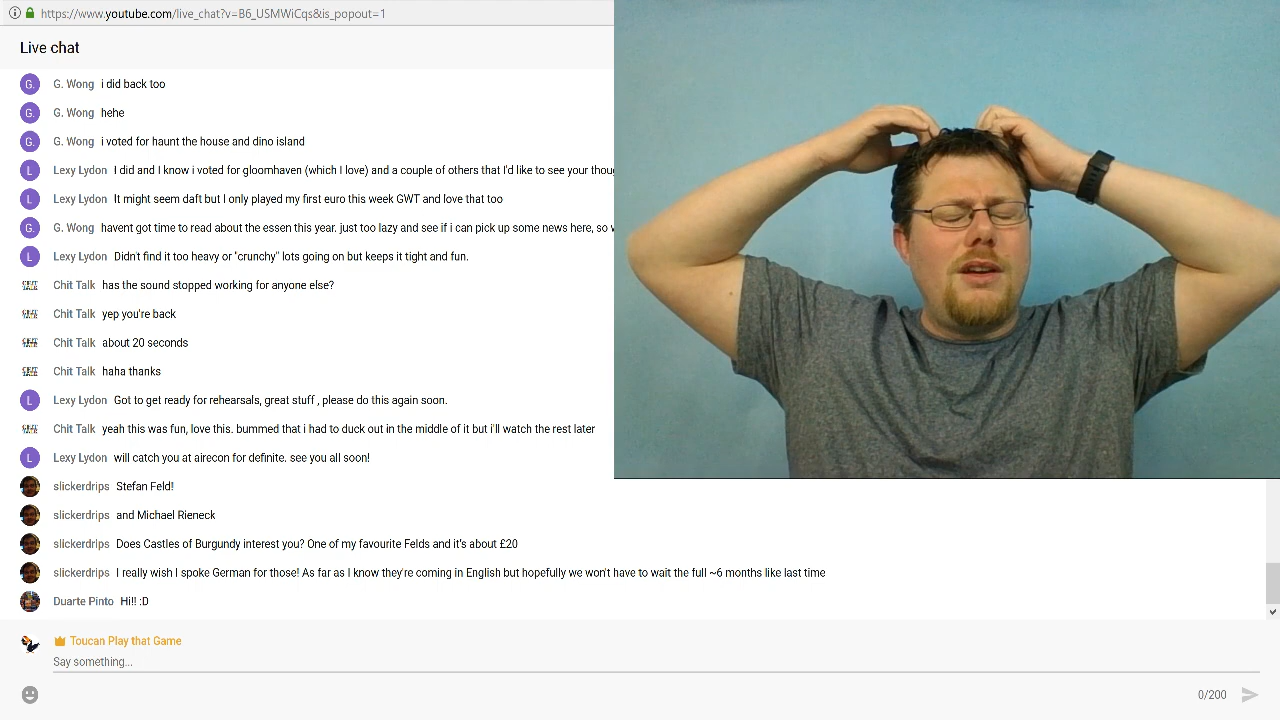 https://www.youtube.com/live_chat?v=B6_USMWiCqs&is_popout=1
Live chat
G. Wong i did back too
G. Wong hehe
G. Wong i voted for haunt the house and dino island
Lexy Lydon I did and I know i voted for gloomhaven (which I love) and a couple of others that I'd like to see your thou
Lexy Lydon It might seem daft but I only played my first euro this week GWT and love that too
G. Wong havent got time to read about the essen this year. just too lazy and see if i can pick up some news here, so
Lexy Lydon Didn't find it too heavy or "crunchy" lots going on but keeps it tight and fun.
Chit Talk has the sound stopped working for anyone else?
Chit Talk yep you're back
Chit Talk about 20 seconds
Chit Talk haha thanks
Lexy Lydon Got to get ready for rehearsals, great stuff , please do this again soon.
Chit Talk yeah this was fun, love this. bummed that i had to duck out in the middle of it but i'll watch the rest later
Lexy Lydon will catch you at airecon for definite. see you all soon!
slickerdrips Stefan Feld!
slickerdrips and Michael Rieneck
slickerdrips Does Castles of Burgundy interest you? One of my favourite Felds and it's about £20
slickerdrips I really wish I spoke German for those! As far as I know they're coming in English but hopefully we won't have to wait the full ~6 months like last time
Duarte Pinto Hi!! :D
Toucan Play that Game
Say something...
0/200